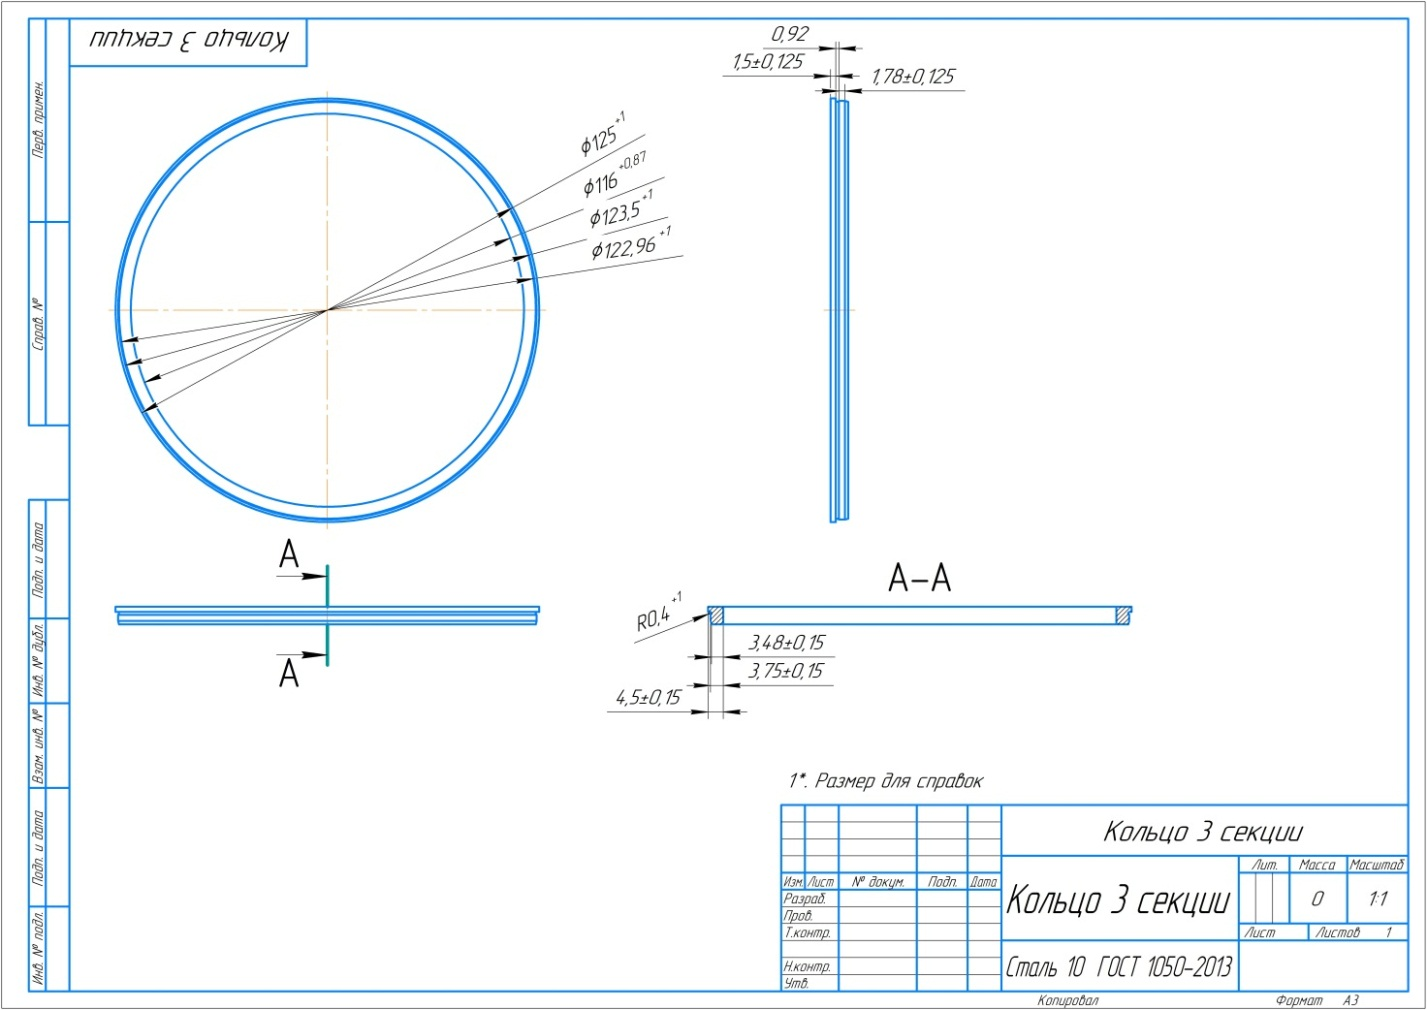 Кольцо 3 секции
Перв. примен.
Справ. №
Подп. и дата
Инв. № дубл.
Взам. инв. №
Подп. и дата
Инв. № подл.
ϕ125 +1
ϕ116 +0,87
ϕ123,5 +1
ϕ122,96 +1
0,92
1,5±0,125
1,78±0,125
А
А
А-А
R0,4 +1
3,48±0,15
3,75±0,15
4,5±0,15
1*. Размер для справок
Кольцо 3 секции
Изм. Лист № докум. Подп. Дата
Разраб.
Пров.
Т.контр.
Н.контр.
Утв.
Кольцо 3 секции
Лит. Масса Масштаб
0 1:1
Лист Листов 1
Сталь 10 ГОСТ 1050-2013
Копировал Формат А3